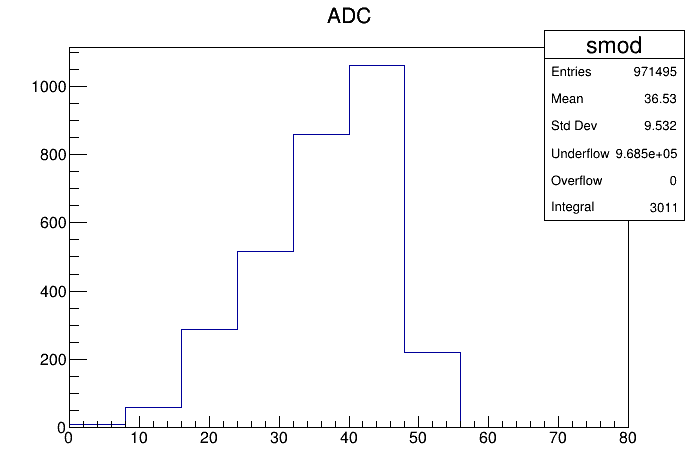 ADC
smod
Entries 971495
Mean 36.53
Std Dev 9.532
Underflow 9.685e+05
Overflow 0
Integral 3011
1000
800
600
400
200
0
0 10 20 30 40 50 60 70 80